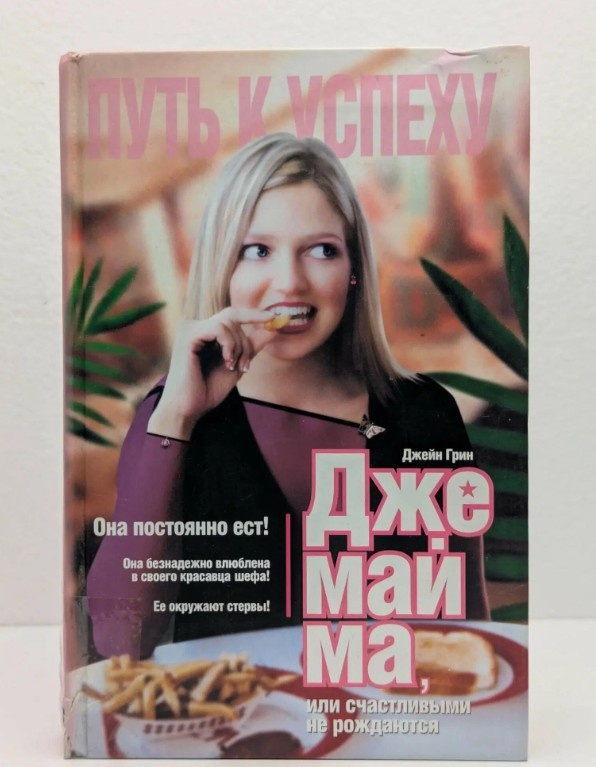 ПУТЬ К УСПЕХУ
Джейн Грин
Дже
май
ма,
или счастливыми
не рождаются
Она постоянно ест!
Она безнадежно влюблена
в своего красавца шефа!
Ее окружают стервы!